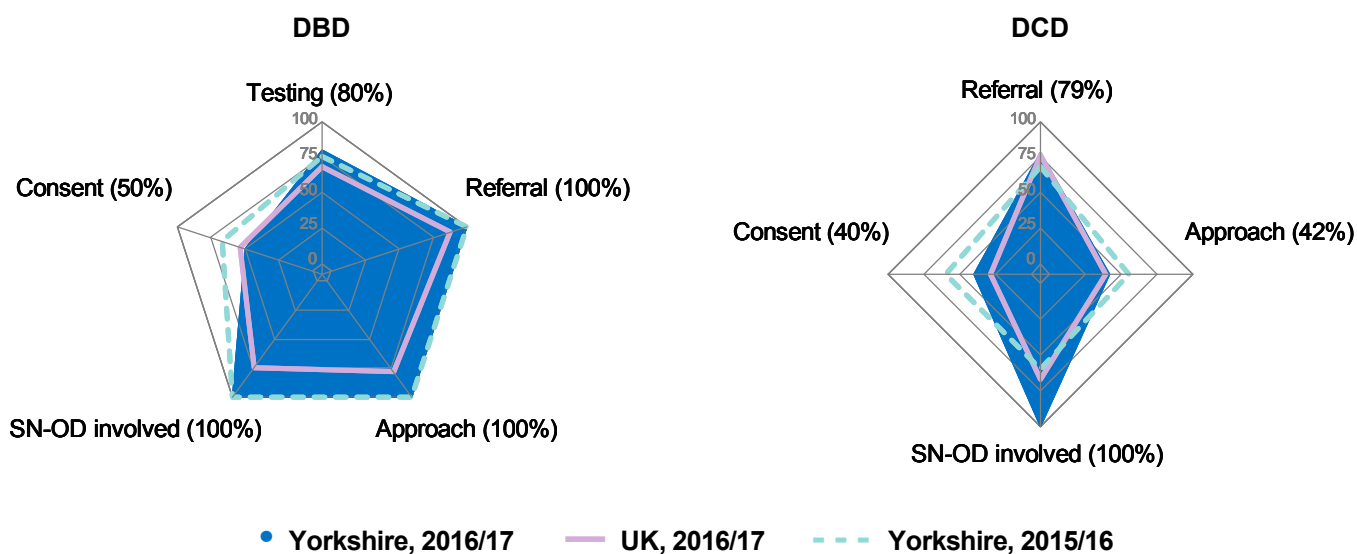 DBD
DCD
Testing (80%)
Referral (79%)
100
75
50
25
0
100
75
50
25
0
Consent (50%)
Referral (100%)
Consent (40%)
Approach (42%)
SN-OD involved (100%)
Approach (100%)
SN-OD involved (100%)
Yorkshire, 2016/17
UK, 2016/17
Yorkshire, 2015/16